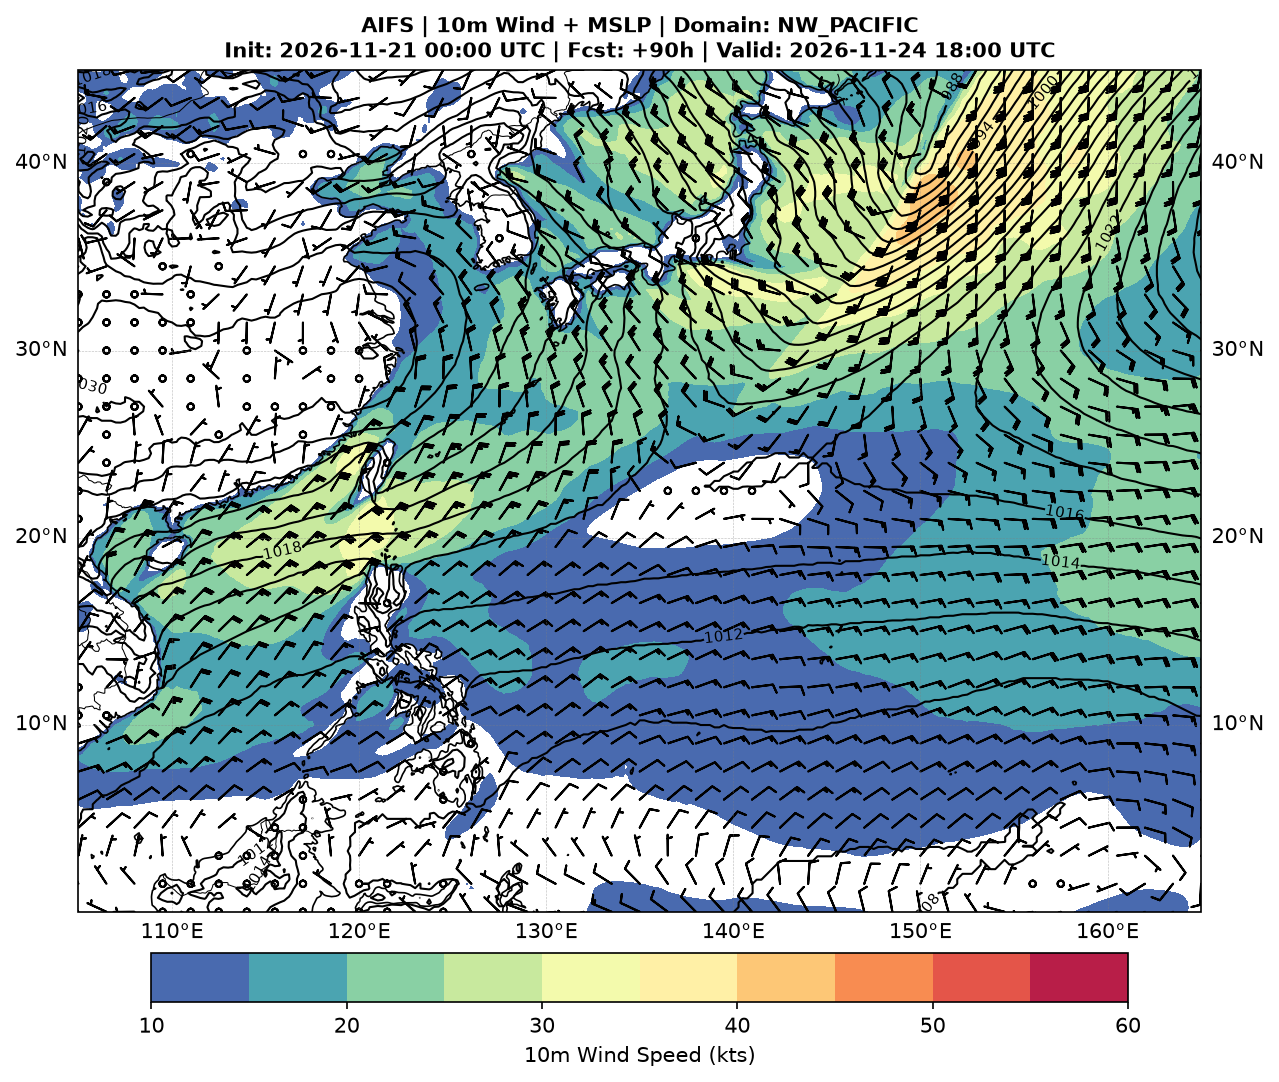 AIFS | 10m Wind + MSLP | Domain: NW_PACIFIC
Init: 2026-11-21 00:00 UTC | Fcst: +90h | Valid: 2026-11-24 18:00 UTC
988
1000
994
1022
1016
1030
1018
1016
1014
1012
40°N 40°N
30°N 30°N
20°N 20°N
10°N 10°N
110°E 120°E 130°E 140°E 150°E 160°E
10 20 30 40 50 60
10m Wind Speed (kts)